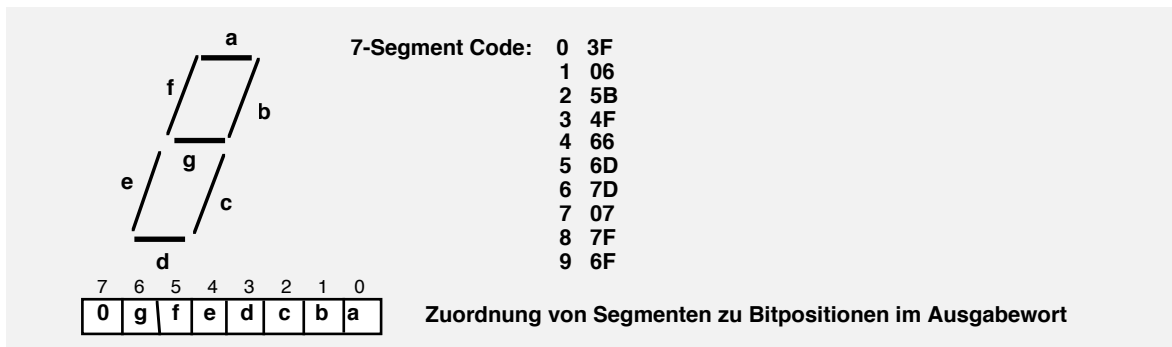 a
f
b
g
e
c
d
7-Segment Code: 0 3F
1 06
2 5B
3 4F
4 66
5 6D
6 7D
7 07
8 7F
9 6F
7 6 5 4 3 2 1 0
0 g f e d c b a
Zuordnung von Segmenten zu Bitpositionen im Ausgabewort